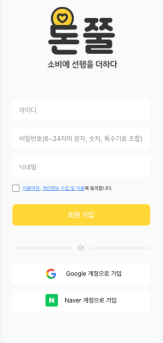 돈쭐
소비에 선행을 더하다
아이디
비밀번호(6~24자의 문자, 숫자, 특수기호 조합)
닉네임
이용약관, 개인정보 수집 및 이용에 동의합니다.
회원 가입
Or
Google 계정으로 가입
Naver 계정으로 가입